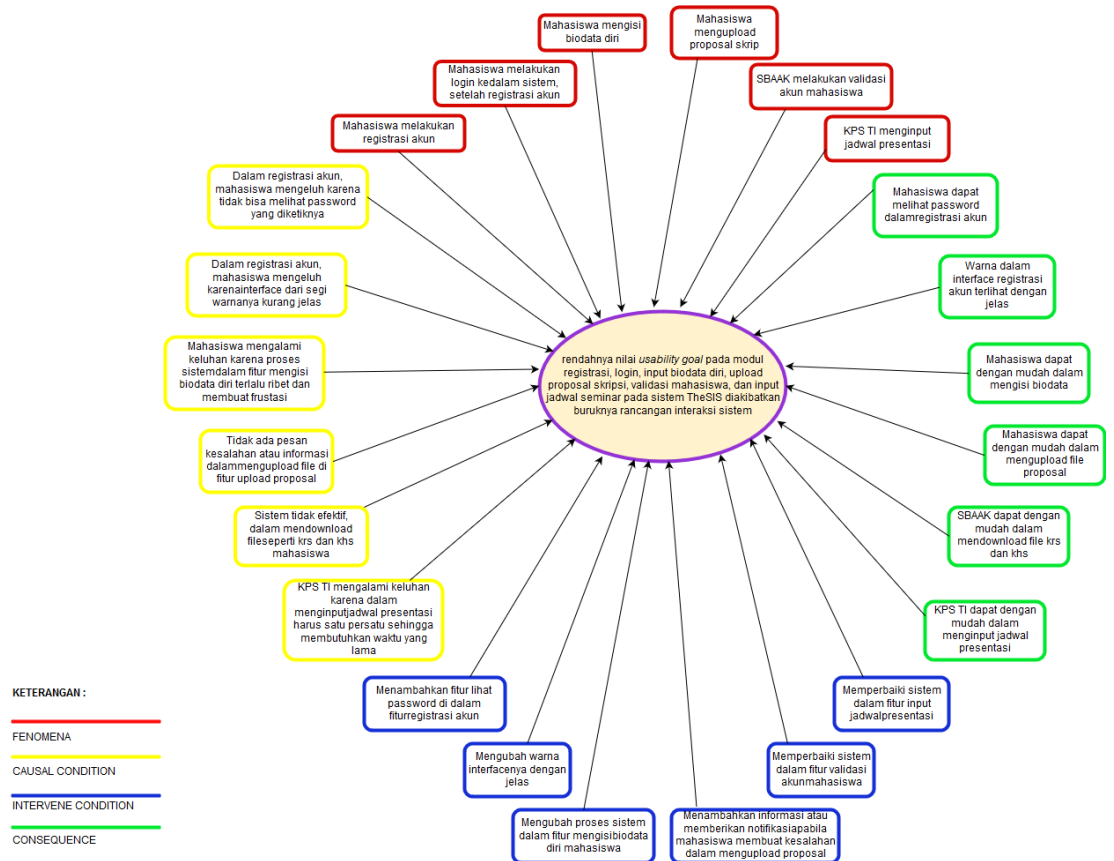 Mahasiswa mengisi
biodata diri
Mahasiswa
mengupload
proposal skrip
Mahasiswa melakukan
login kedalam sistem,
setelah registrasi akun
SBAAK melakukan validasi
akun mahasiswa
Mahasiswa melakukan
registrasi akun
KPS TI menginput
jadwal presentasi
Dalam registrasi akun,
mahasiswa mengeluh karena
tidak bisa melihat password
yang diketiknya
Mahasiswa dapat
melihat password
dalamregistrasi akun
Dalam registrasi akun,
mahasiswa mengeluh
karenainterface dari segi
warnanya kurang jelas
Warna dalam
interface registrasi
akun terlihat dengan
jelas
Mahasiswa mengalami
keluhan karena proses
sistemdalam fitur mengisi
biodata diri terlalu ribet dan
membuat frustasi
rendahnya nilai usability goal pada modul
registrasi, login, input biodata diri, upload
proposal skripsi, validasi mahasiswa, dan input
jadwal seminar pada sistem TheSIS diakibatkan
buruknya rancangan interaksi sistem
Mahasiswa dapat
dengan mudah dalam
mengisi biodata
Tidak ada pesan
kesalahan atau informasi
dalammengupload file di
fitur upload proposal
Mahasiswa dapat
dengan mudah dalam
mengupload file
proposal
Sistem tidak efektif,
dalam mendownload
fileseperti krs dan khs
mahasiswa
SBAAK dapat dengan
mudah dalam
mendownload file krs
dan khs
KPS TI mengalami keluhan
karena dalam
menginputjadwal presentasi
harus satu persatu sehingga
membutuhkan waktu yang
lama
KPS TI dapat dengan
mudah dalam
menginput jadwal
presentasi
Menambahkan fitur lihat
password di dalam
fiturregistrasi akun
Memperbaiki sistem
dalam fitur input
jadwalpresentasi
Mengubah warna
interfacenya dengan
jelas
Memperbaiki sistem
dalam fitur validasi
akunmahasiswa
Mengubah proses sistem
dalam fitur mengisibiodata
diri mahasiswa
Menambahkan informasi atau
memberikan notifikasiapabila
mahasiswa membuat kesalahan
dalam mengupload proposal
KETERANGAN :
FENOMENA
CAUSAL CONDITION
INTERVENE CONDITION
CONSEQUENCE